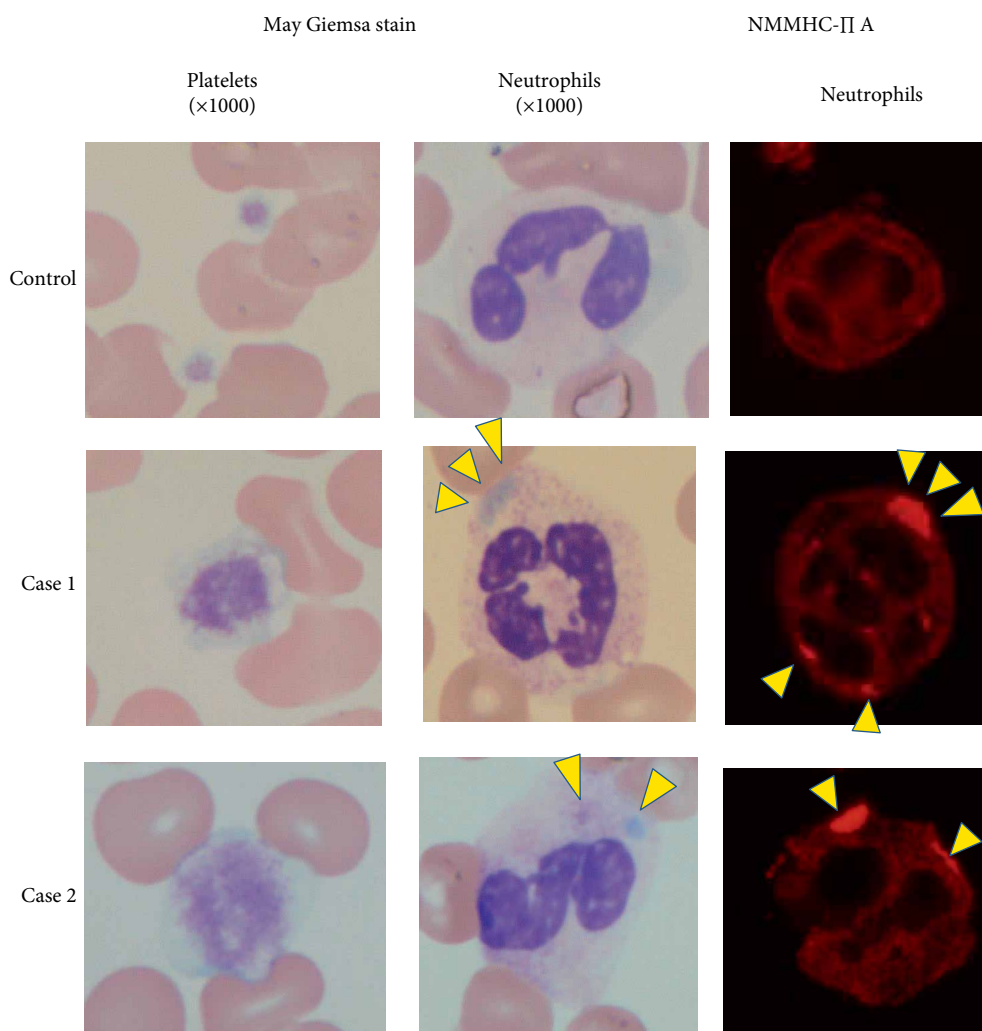 May Giemsa stain
NMMHC-Π A
Platelets
(×1000)
Neutrophils
(×1000)
Neutrophils
Control
Case 1
Case 2